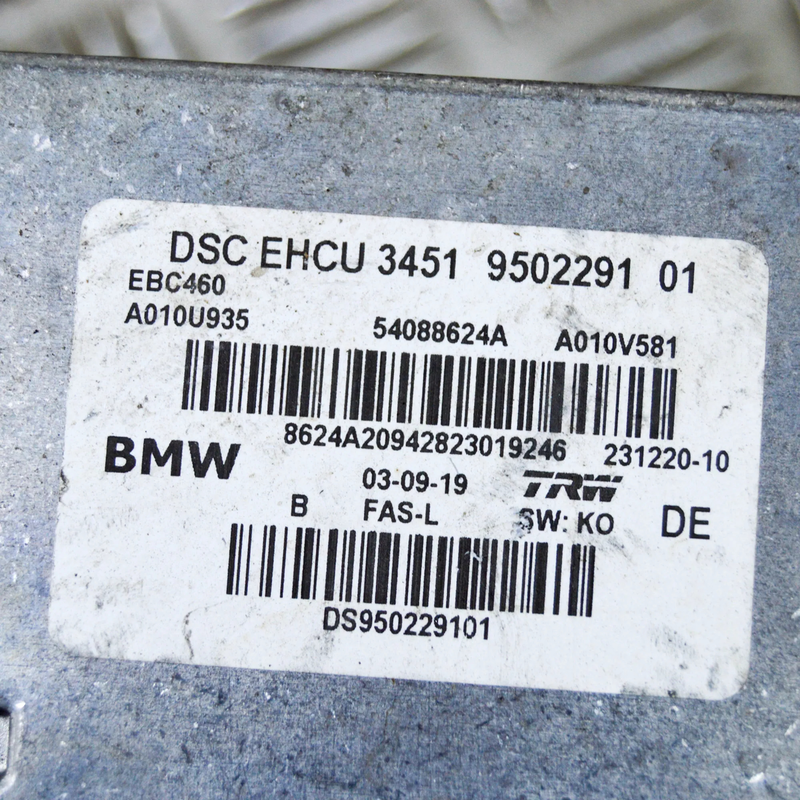 DSC EHCU 3451 9502291 01
EBC460
A010U935 54088624A A010V581
8624A20942823019246 231220-10
BMW 03-09-19 TRW
B FAS-L SW: KO DE
DS950229101